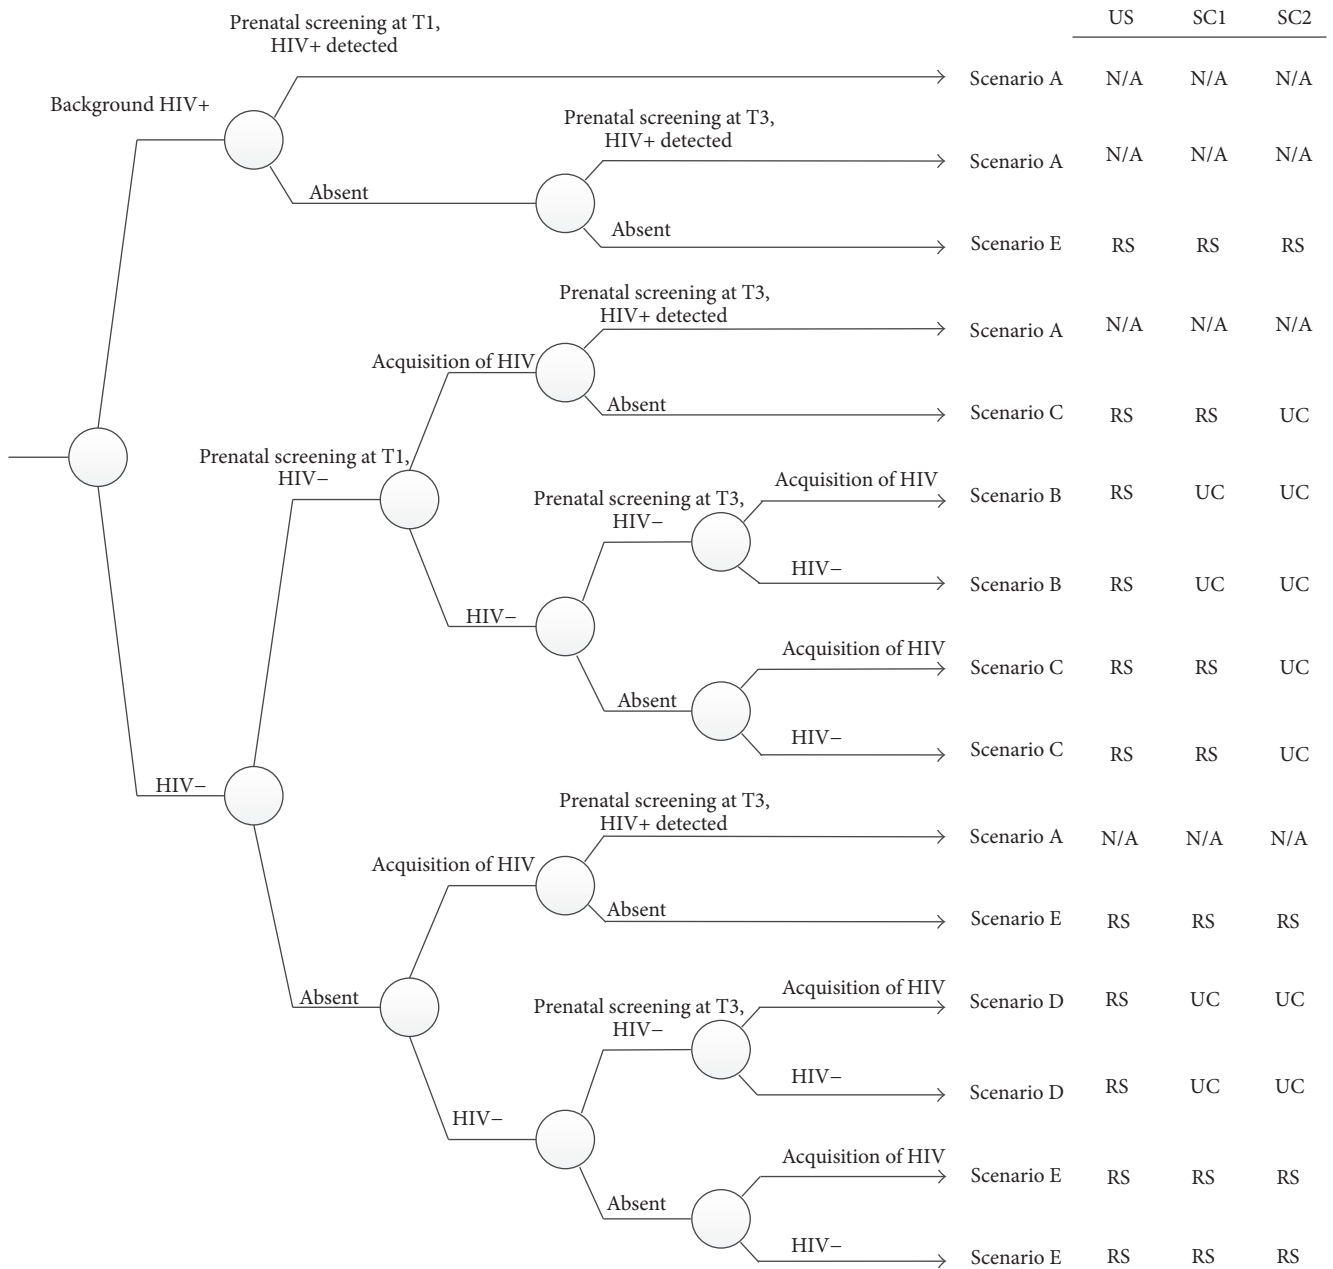 US SC1 SC2
Prenatal screening at T1,
HIV+ detected
Scenario A N/A N/A N/A
Background HIV+
Prenatal screening at T3,
HIV+ detected
Scenario A N/A N/A N/A
Absent
Absent
Scenario E RS RS RS
Prenatal screening at T3,
HIV+ detected
Scenario A N/A N/A N/A
Acquisition of HIV
Absent
Scenario C RS RS UC
Prenatal screening at T1,
HIV−
Acquisition of HIV
Scenario B RS UC UC
Prenatal screening at T3,
HIV−
HIV−
Scenario B RS UC UC
HIV−
Acquisition of HIV
Scenario C RS RS UC
Absent
HIV−
Scenario C RS RS UC
HIV−
Prenatal screening at T3,
HIV+ detected
Scenario A N/A N/A N/A
Acquisition of HIV
Absent
Scenario E RS RS RS
Absent
Acquisition of HIV
Scenario D RS UC UC
Prenatal screening at T3,
HIV−
HIV−
Scenario D RS UC UC
HIV−
Acquisition of HIV
Scenario E RS RS RS
Absent
HIV−
Scenario E RS RS RS